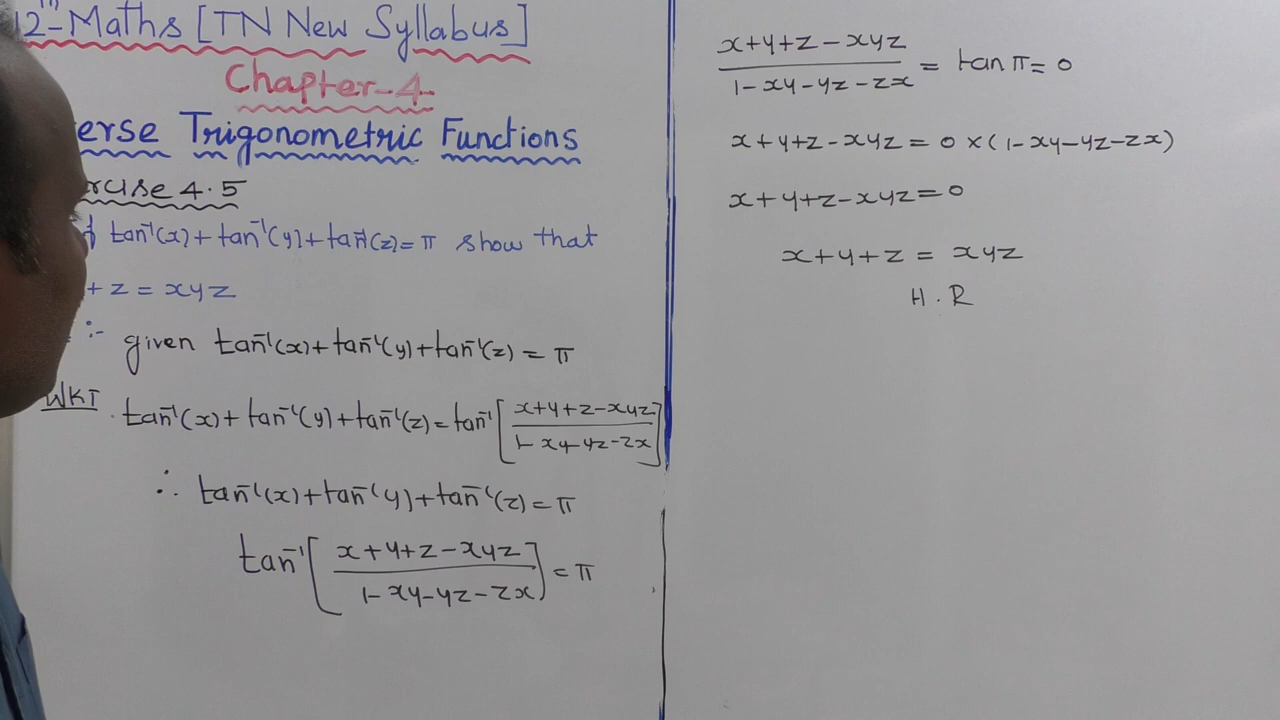 12th Maths [TN New Syllabus]
Chapter-4
erse Trigonometric Functions
rcise 4.5
tan⁻¹(x)+tan⁻¹(y)+tan⁻¹(z)=π show that
+ z = xyz
:-
given tan⁻¹(x)+tan⁻¹(y)+tan⁻¹(z) = π
WKT tan⁻¹(x)+tan⁻¹(y)+tan⁻¹(z)=tan⁻¹[(x+y+z-xyz)/(1-xy-yz-zx)]
∴ tan⁻¹(x)+tan⁻¹(y)+tan⁻¹(z)=π
tan⁻¹[(x+y+z-xyz)/(1-xy-yz-zx)] = π
(x+y+z-xyz)/(1-xy-yz-zx) = tan π = 0
x+y+z-xyz = 0 × (1-xy-yz-zx)
x+y+z-xyz=0
x+y+z = xyz
H.R